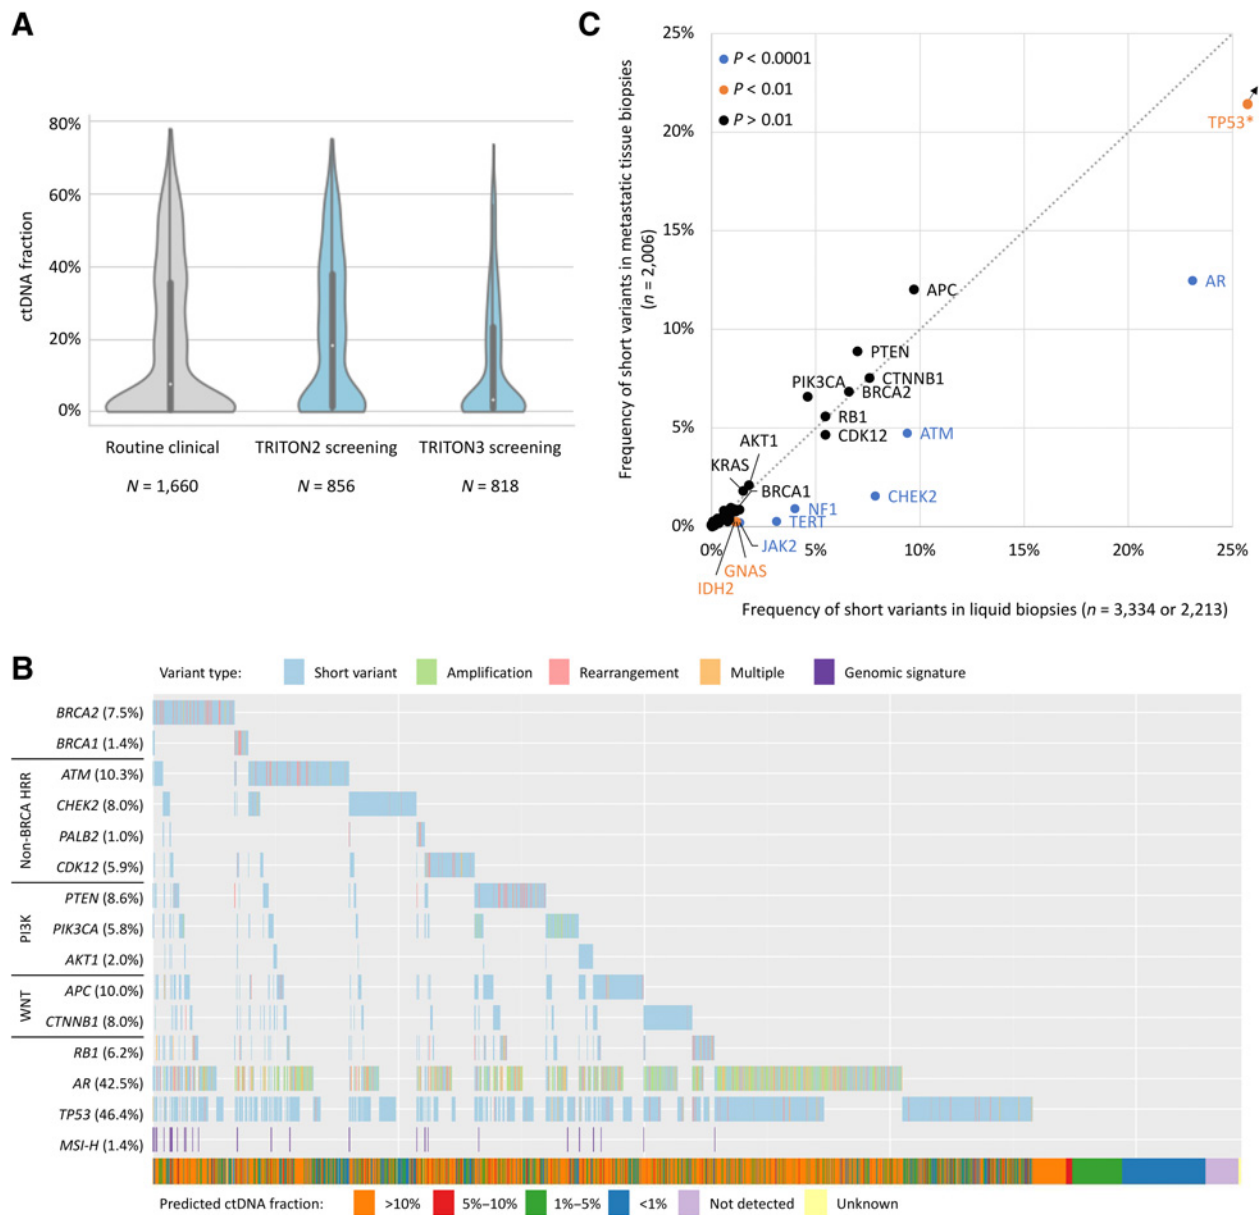 A
80%
60%
40%
20%
0%
ctDNA fraction
Routine clinical
TRITON2 screening
TRITON3 screening
N = 1,660
N = 856
N = 818
C
25%
20%
15%
10%
5%
0%
Frequency of short variants in metastatic tissue biopsies
(n = 2,006)
P < 0.0001
P < 0.01
P > 0.01
TP53*
AR
APC
PTEN
CTNNB1
PIK3CA
BRCA2
RB1
CDK12
ATM
AKT1
KRAS
BRCA1
CHEK2
NF1
TERT
JAK2
GNAS
IDH2
0%
5%
10%
15%
20%
25%
Frequency of short variants in liquid biopsies (n = 3,334 or 2,213)
B
Variant type:
Short variant
Amplification
Rearrangement
Multiple
Genomic signature
BRCA2 (7.5%)
BRCA1 (1.4%)
Non-BRCA HRR
ATM (10.3%)
CHEK2 (8.0%)
PALB2 (1.0%)
CDK12 (5.9%)
PI3K
PTEN (8.6%)
PIK3CA (5.8%)
AKT1 (2.0%)
WNT
APC (10.0%)
CTNNB1 (8.0%)
RB1 (6.2%)
AR (42.5%)
TP53 (46.4%)
MSI-H (1.4%)
Predicted ctDNA fraction:
>10%
5%–10%
1%–5%
<1%
Not detected
Unknown